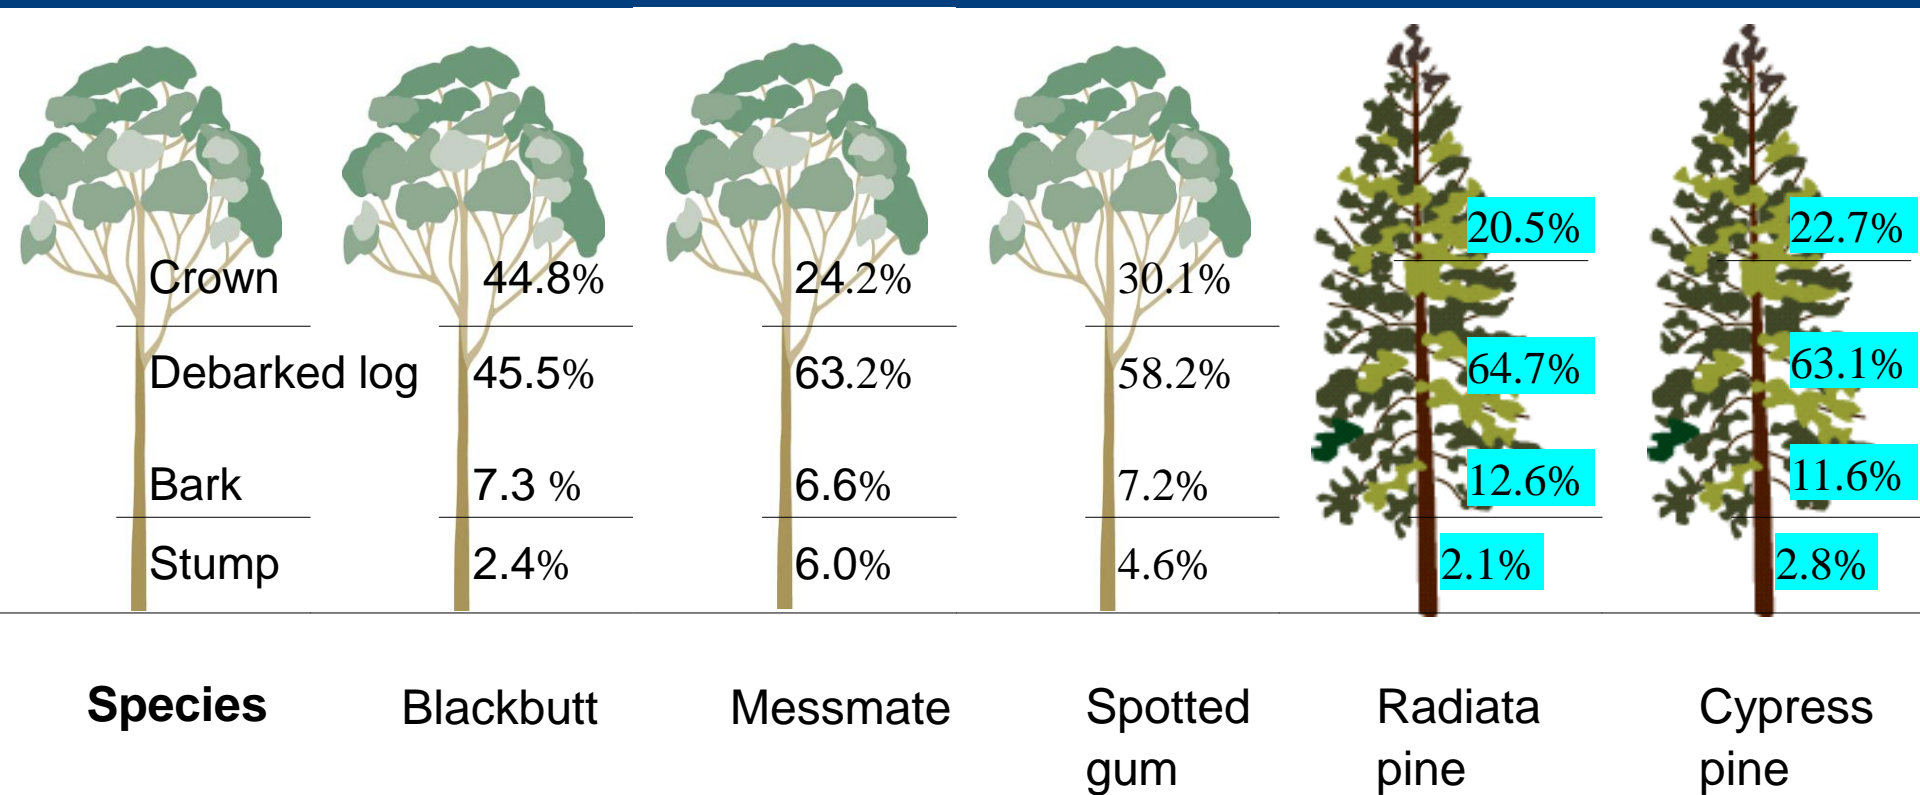 Crown 44.8% 24.2% 30.1% 20.5% 22.7%
Debarked log 45.5% 63.2% 58.2% 64.7% 63.1%
Bark 7.3 % 6.6% 7.2% 12.6% 11.6%
Stump 2.4% 6.0% 4.6% 2.1% 2.8%
Species Blackbutt Messmate Spotted gum Radiata pine Cypress pine